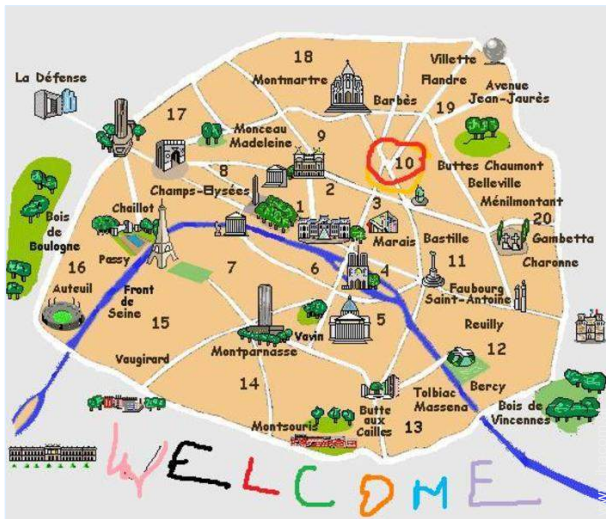 18
La Défense
Montmartre
Villette
Flandre
Barbès
Avenue
Jean-Jaurès
17
19
Monceau
9
Madeleine
10
8
Buttes Chaumont
Champs-Elysées
2
Belleville
1
3
Ménilmontant
Chaillot
20
Bois
de
Boulogne
Marais
Bastille
Gambetta
Passy
16
7
6
4
11
Charonne
Auteuil
Front
de
Seine
Faubourg
Saint-Antoine
15
5
Reuilly
Vavin
Vaugirard
Montparnasse
12
14
Tolbiac
Massena
Bercy
Butte
aux
Cailles
Bois de
Vincennes
Montsouris
13
WELCOME